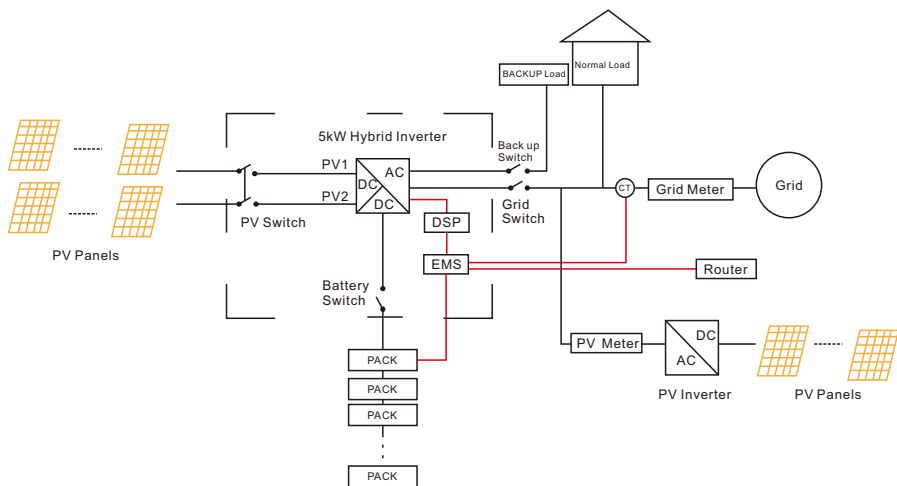 BACKUP Load
Normal Load
5kW Hybrid Inverter
Back up
Switch
PV1
DC
AC
DC
PV2
PV Switch
PV Panels
Grid
Switch
CT
Grid Meter
Grid
DSP
EMS
Router
Battery
Switch
PACK
PACK
PACK
PACK
PV Meter
DC
AC
PV Inverter
PV Panels